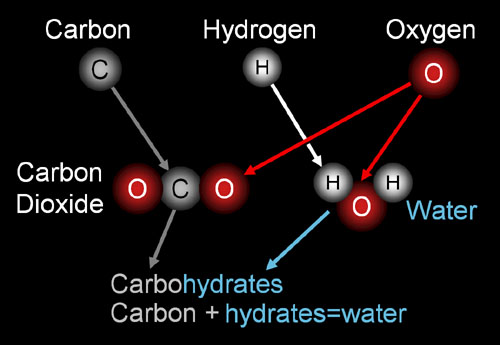 Carbon
Hydrogen
Oxygen
C
H
O
Carbon
Dioxide
O
C
O
H
H
O
Water
Carbohydrates
Carbon + hydrates=water